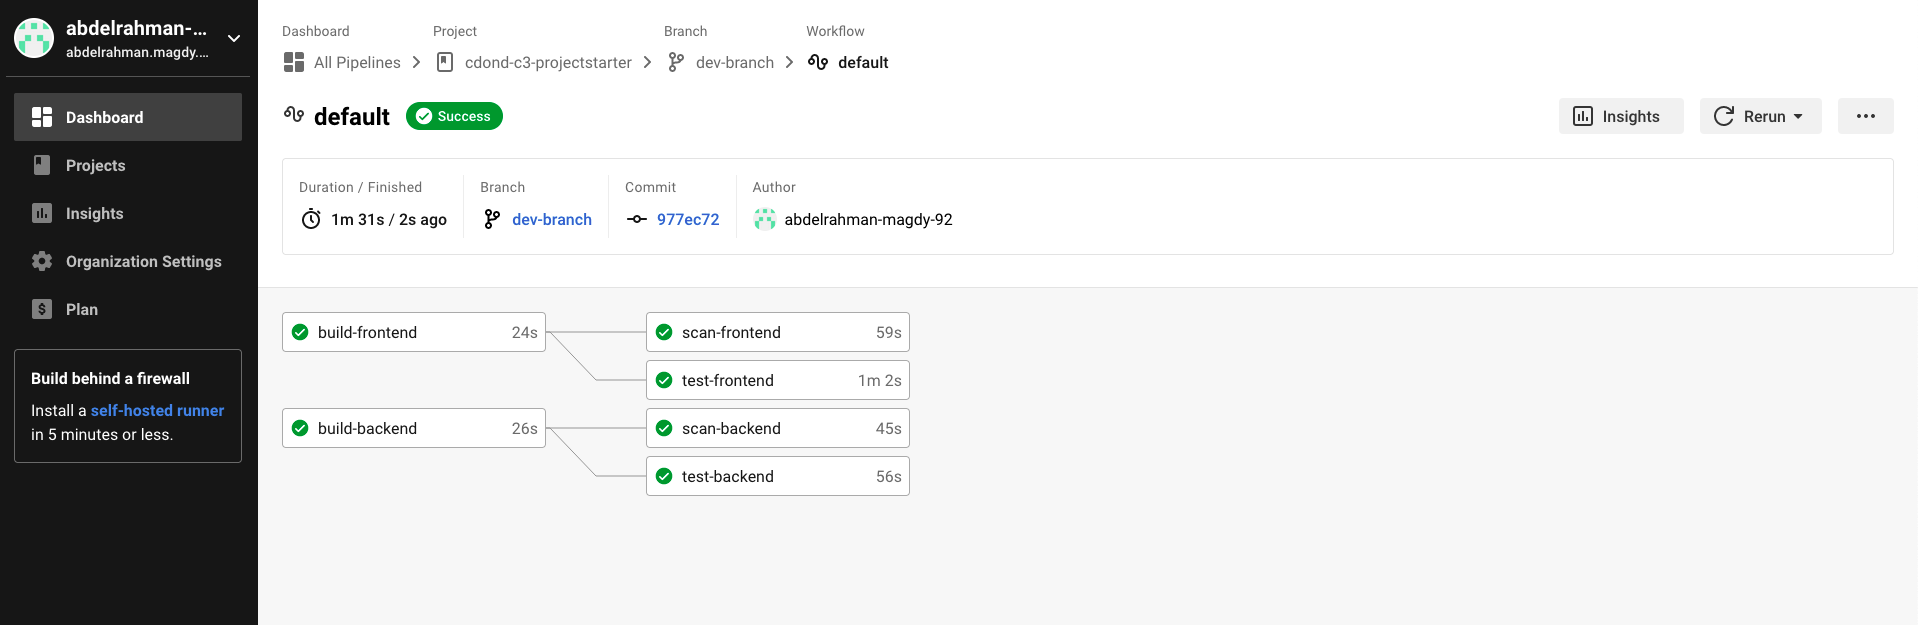 abdelrahman-...
abdelrahman.magdy....
Dashboard
Projects
Insights
Organization Settings
$ Plan
Build behind a firewall
Install a self-hosted runner
in 5 minutes or less.
Dashboard Project Branch Workflow
All Pipelines cdond-c3-projectstarter dev-branch default
default Success Insights Rerun
Duration / Finished Branch Commit Author
1m 31s / 2s ago dev-branch 977ec72 abdelrahman-magdy-92
build-frontend 24s scan-frontend 59s
test-frontend 1m 2s
build-backend 26s scan-backend 45s
test-backend 56s